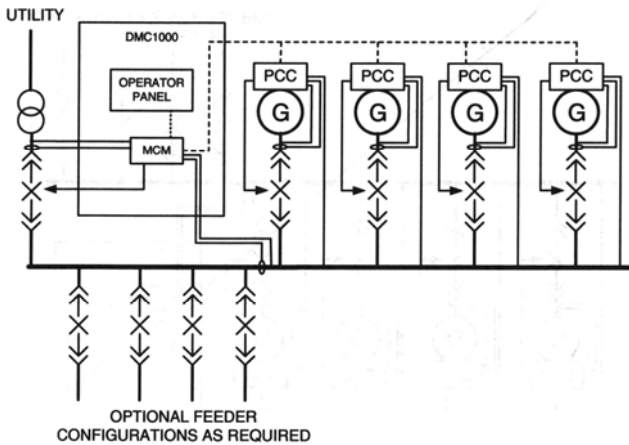 UTILITY
DMC1000
OPERATOR
PANEL
MCM
PCC
PCC
PCC
PCC
G
G
G
G
OPTIONAL FEEDER
CONFIGURATIONS AS REQUIRED